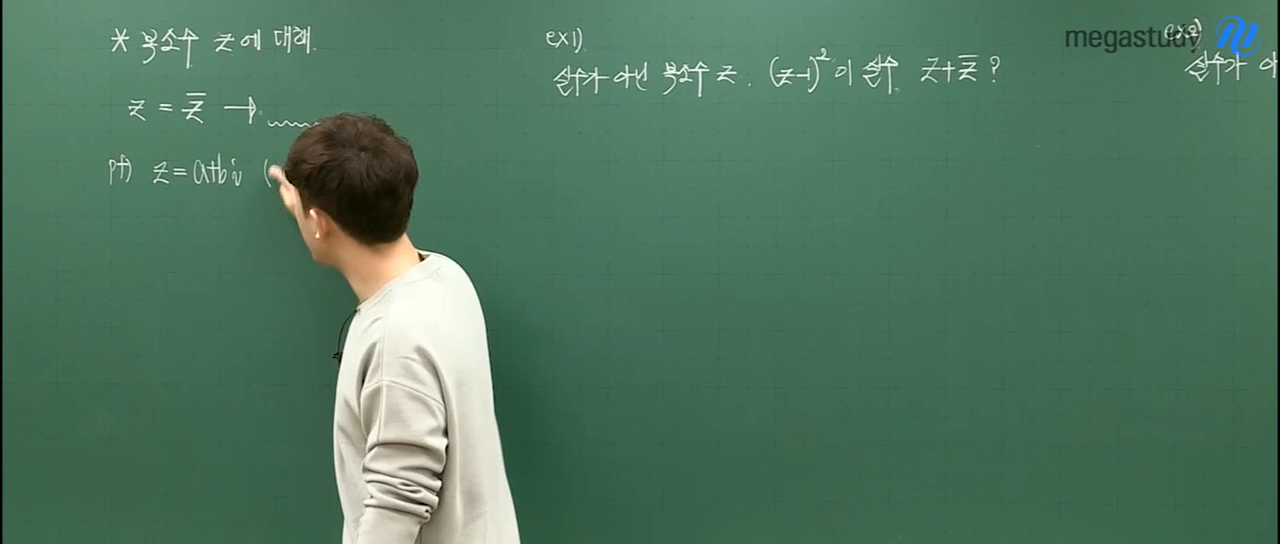 * 복소수 z에 대해.
z = z̅ →
pf) z = a+bi (
ex1)
실수가 아닌 복소수 z. (z-1)²이 실수 z+z̅ ?
megastudy
ex2)
실수가 아